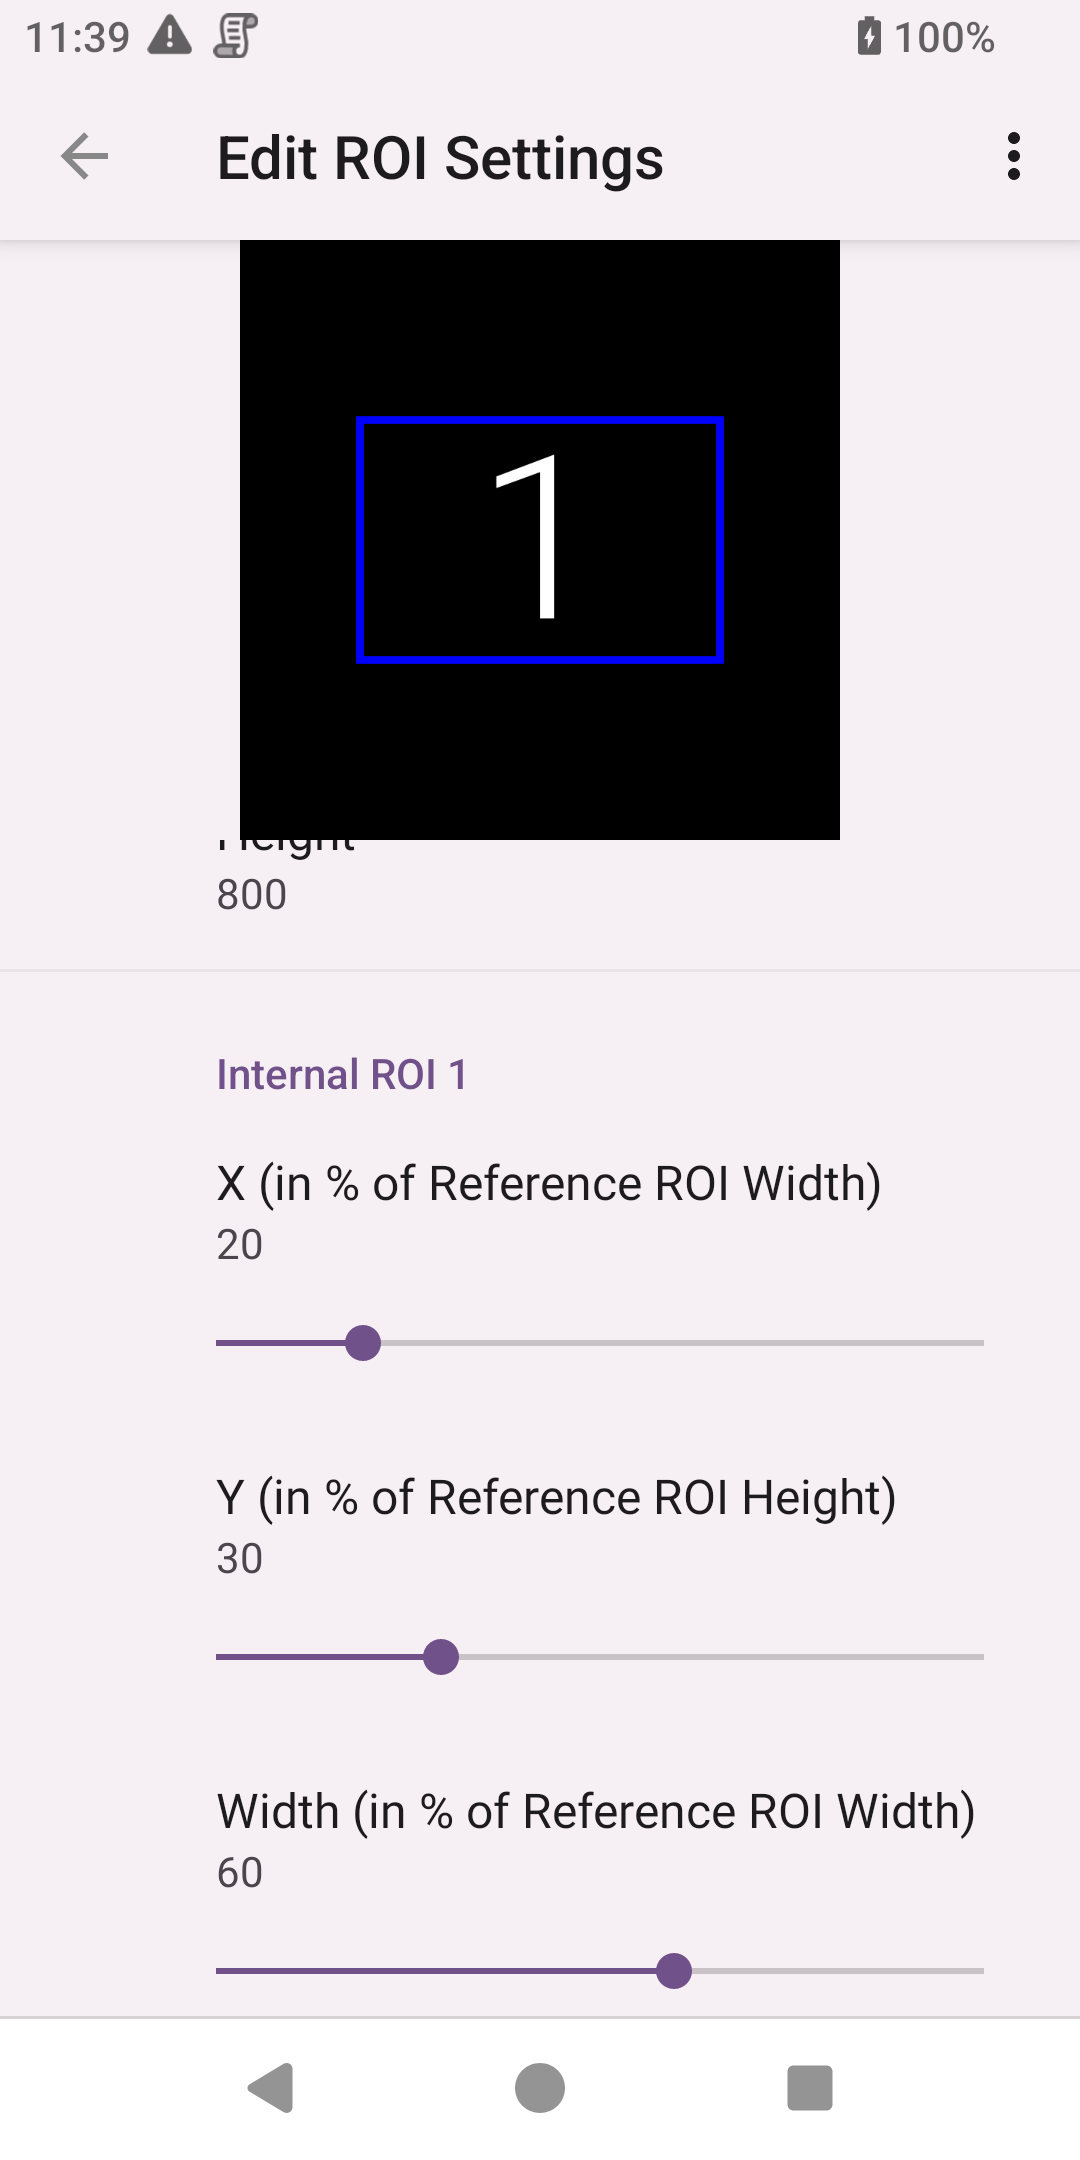 11:39
100%
Edit ROI Settings
1
Height
800
Internal ROI 1
X (in % of Reference ROI Width)
20
Y (in % of Reference ROI Height)
30
Width (in % of Reference ROI Width)
60